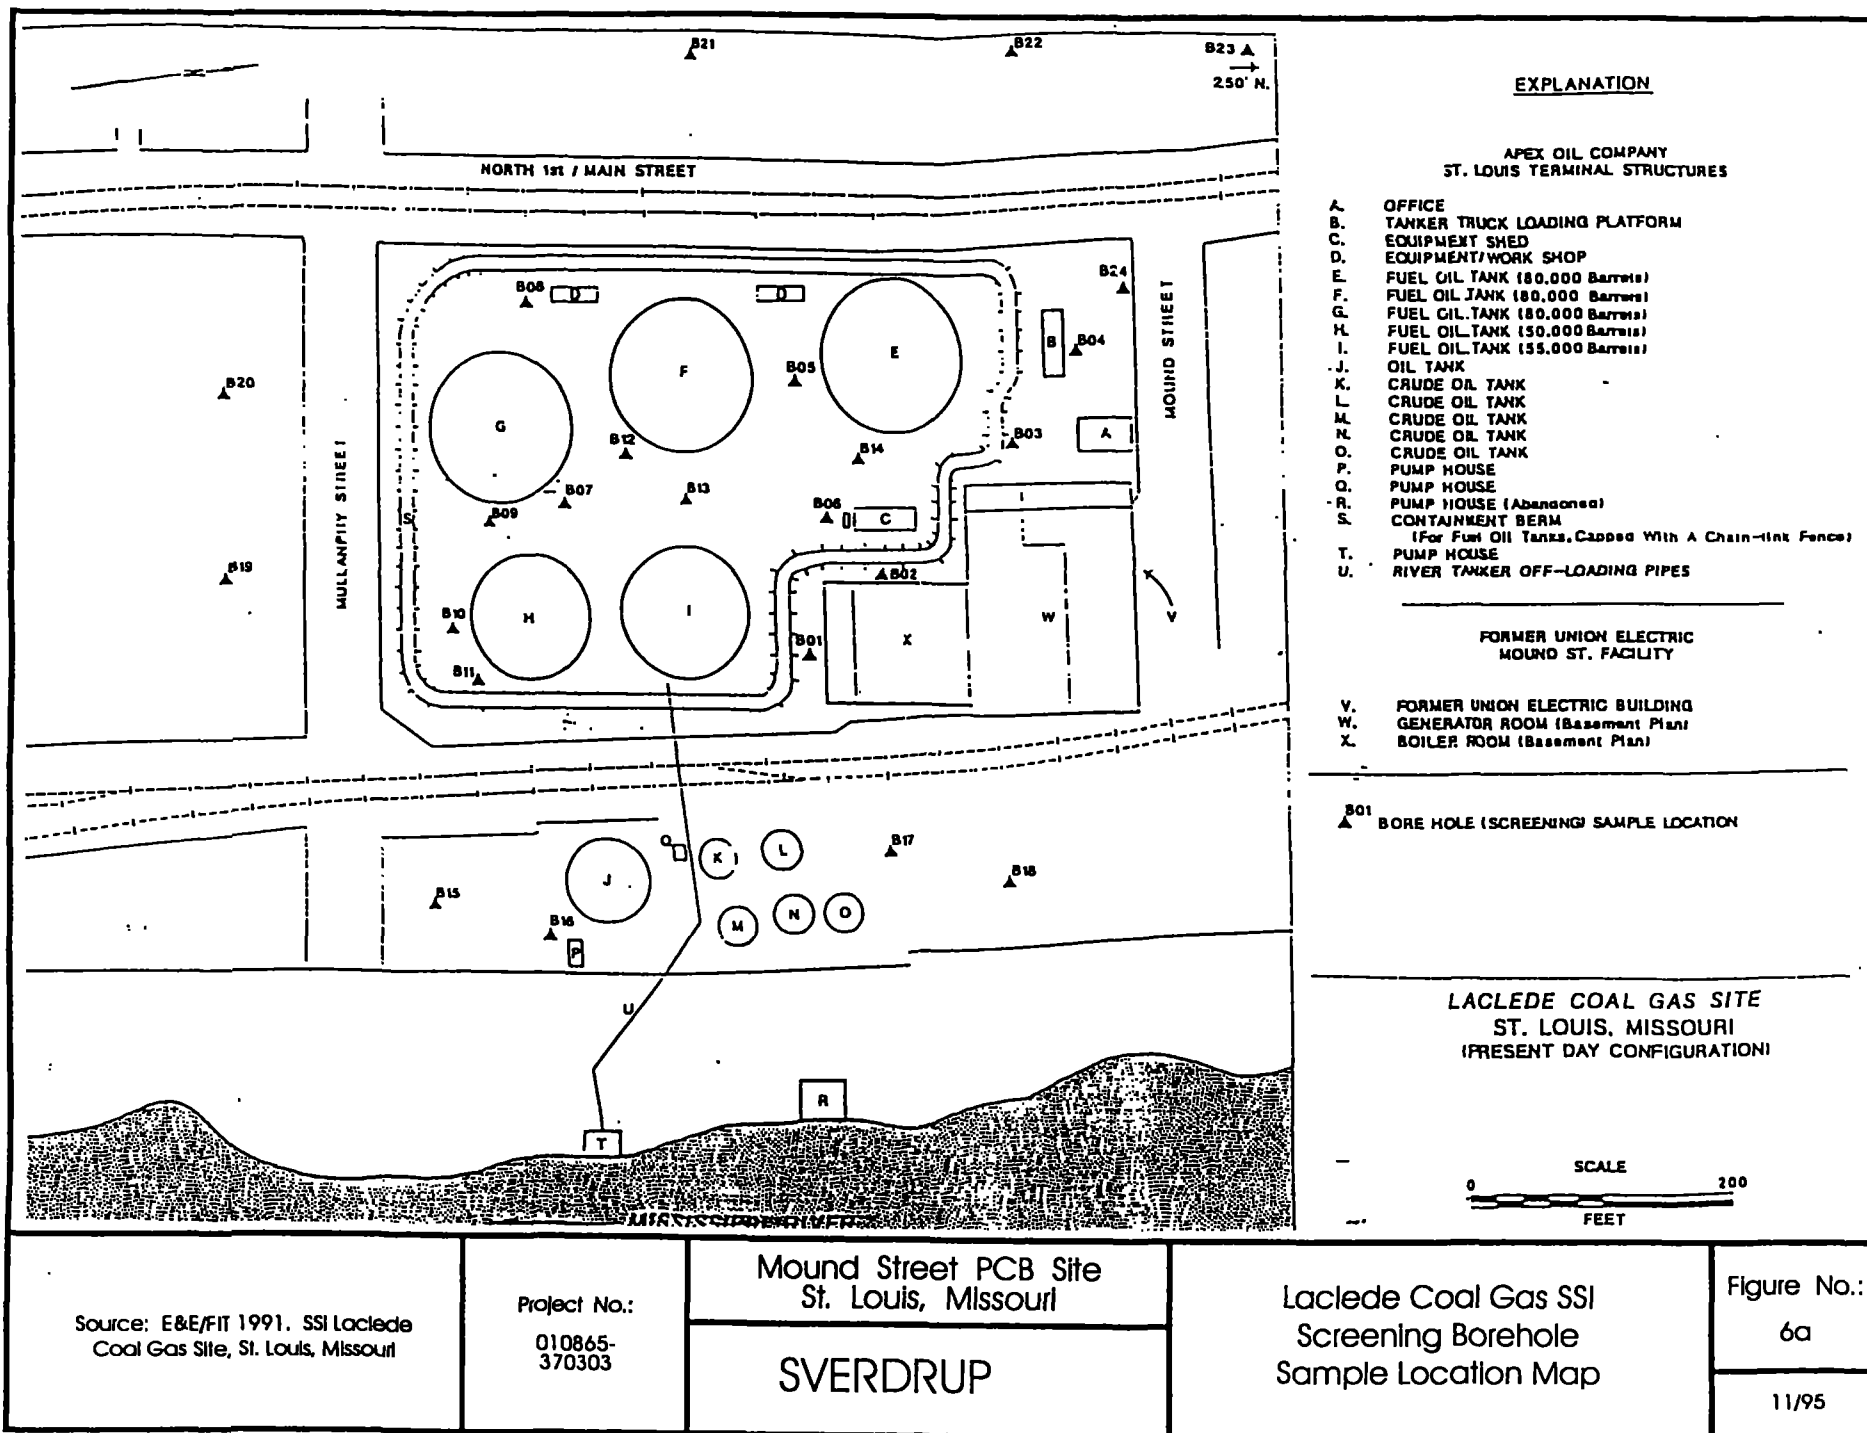 B21
B22
B23
250' N.
N
NORTH 1st / MAIN STREET
B08
D
D
B24
B
B04
E
F
B05
B20
G
B12
B14
B03
A
MOUND STREET
MULLANPHY STREET
B07
B13
B09
S
B06
C
B19
B02
B10
H
I
X
W
V
B01
B11
Q
K
L
B17
J
B18
B15
B16
M
N
O
P
U
R
T
MISSISSIPPI RIVER
EXPLANATION
APEX OIL COMPANY
ST. LOUIS TERMINAL STRUCTURES
A. OFFICE
B. TANKER TRUCK LOADING PLATFORM
C. EQUIPMENT SHED
D. EQUIPMENT/WORK SHOP
E. FUEL OIL TANK (80.000 Barrels)
F. FUEL OIL TANK (80.000 Barrels)
G. FUEL OIL TANK (80.000 Barrels)
H. FUEL OIL TANK (50.000 Barrels)
I. FUEL OIL TANK (55.000 Barrels)
J. OIL TANK
K. CRUDE OIL TANK
L. CRUDE OIL TANK
M. CRUDE OIL TANK
N. CRUDE OIL TANK
O. CRUDE OIL TANK
P. PUMP HOUSE
Q. PUMP HOUSE
R. PUMP HOUSE (Abandoned)
S. CONTAINMENT BERM
(For Fuel Oil Tanks, Capped With A Chain-link Fence)
T. PUMP HOUSE
U. RIVER TANKER OFF-LOADING PIPES
FORMER UNION ELECTRIC
MOUND ST. FACILITY
V. FORMER UNION ELECTRIC BUILDING
W. GENERATOR ROOM (Basement Plan)
X. BOILER ROOM (Basement Plan)
B01 BORE HOLE (SCREENING) SAMPLE LOCATION
LACLEDE COAL GAS SITE
ST. LOUIS, MISSOURI
(PRESENT DAY CONFIGURATION)
SCALE
0 200
FEET
Source: E&E/FIT 1991. SSI Laclede
Coal Gas Site, St. Louis, Missouri
Project No.:
010865-
370303
Mound Street PCB Site
St. Louis, Missouri
SVERDRUP
Laclede Coal Gas SSI
Screening Borehole
Sample Location Map
Figure No.:
6a
11/95